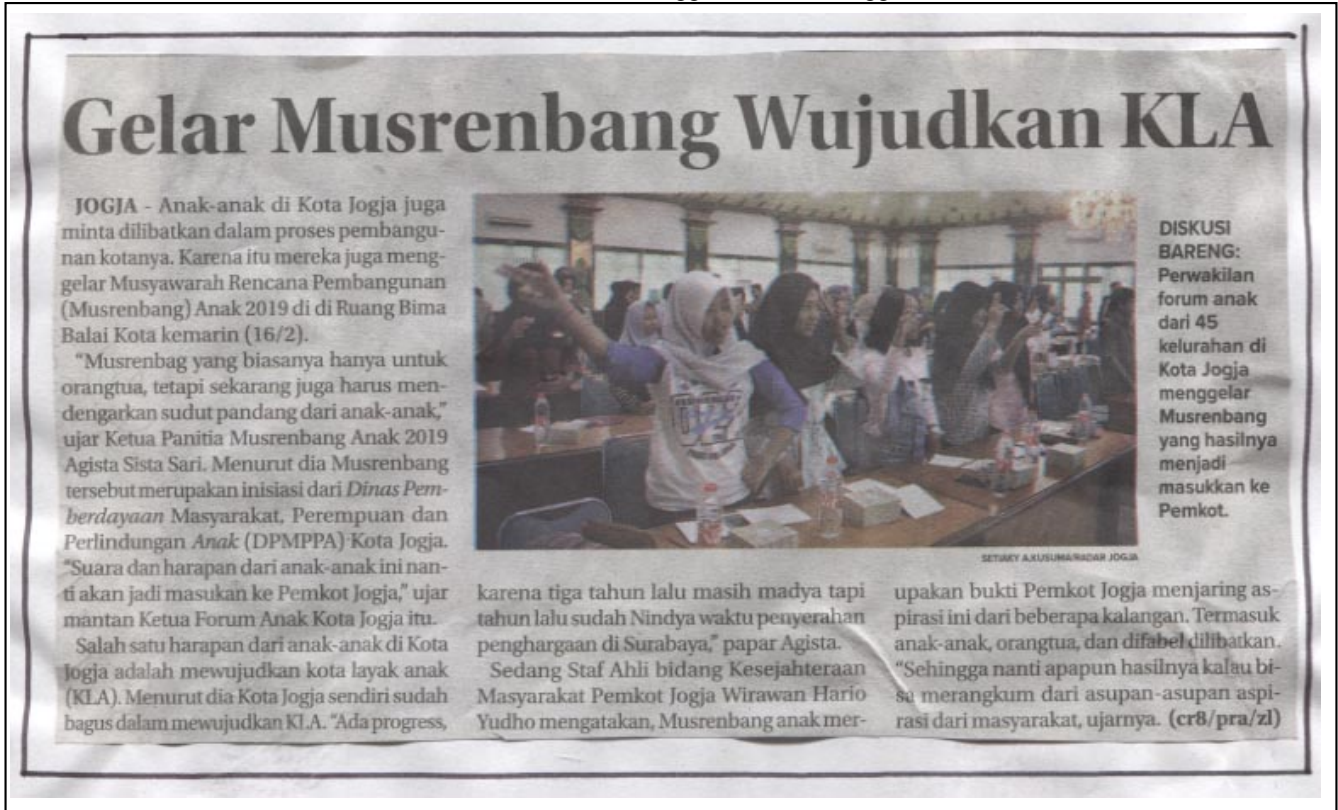 Gelar Musrenbang Wujudkan KLA
JOGJA - Anak-anak di Kota Jogja juga
minta dilibatkan dalam proses pembangu-
nan kotanya. Karena itu mereka juga meng-
gelar Musyawarah Rencana Pembangunan
(Musrenbang) Anak 2019 di di Ruang Bima
Balai Kota kemarin (16/2).
"Musrenbag yang biasanya hanya untuk
orangtua, tetapi sekarang juga harus men-
dengarkan sudut pandang dari anak-anak,"
ujar Ketua Panitia Musrenbang Anak 2019
Agista Sista Sari. Menurut dia Musrenbang
tersebut merupakan inisiasi dari Dinas Pem-
berdayaan Masyarakat, Perempuan dan
Perlindungan Anak (DPMPPA) Kota Jogja.
"Suara dan harapan dari anak-anak ini nan-
ti akan jadi masukan ke Pemkot Jogja," ujar
mantan Ketua Forum Anak Kota Jogja itu.
Salah satu harapan dari anak-anak di Kota
Jogja adalah mewujudkan kota layak anak
(KLA). Menurut dia Kota Jogja sendiri sudah
bagus dalam mewujudkan KLA. "Ada progress,
DISKUSI
BARENG:
Perwakilan
forum anak
dari 45
kelurahan di
Kota Jogja
menggelar
Musrenbang
yang hasilnya
menjadi
masukkan ke
Pemkot.
SETIAKY A.KUSUMA/RADAR JOGJA
karena tiga tahun lalu masih madya tapi
tahun lalu sudah Nindya waktu penyerahan
penghargaan di Surabaya," papar Agista.
Sedang Staf Ahli bidang Kesejahteraan
Masyarakat Pemkot Jogja Wirawan Hario
Yudho mengatakan, Musrenbang anak mer-
upakan bukti Pemkot Jogja menjaring as-
pirasi ini dari beberapa kalangan. Termasuk
anak-anak, orangtua, dan difabel dilibatkan.
"Sehingga nanti apapun hasilnya kalau bi-
sa merangkum dari asupan-asupan aspi-
rasi dari masyarakat, ujarnya. (cr8/pra/zl)